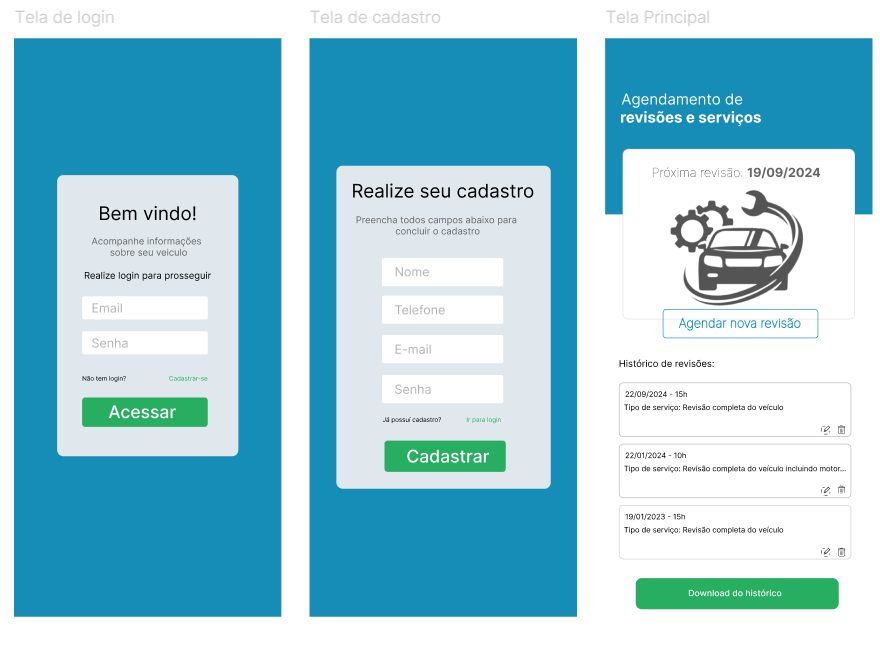 Tela de login
Bem vindo!
Acompanhe informações
sobre seu veiculo
Realize login para prosseguir
Email
Senha
Não tem login?
Cadastrar-se
Acessar
Tela de cadastro
Realize seu cadastro
Preencha todos campos abaixo para
concluir o cadastro
Nome
Telefone
E-mail
Senha
Já possui cadastro?
Ir para login
Cadastrar
Tela Principal
Agendamento de
revisões e serviços
Próxima revisão: 19/09/2024
Agendar nova revisão
Histórico de revisões:
22/09/2024 - 15h
Tipo de serviço: Revisão completa do veículo
22/01/2024 - 10h
Tipo de serviço: Revisão completa do veículo incluindo motor...
19/01/2023 - 15h
Tipo de serviço: Revisão completa do veículo
Download do histórico